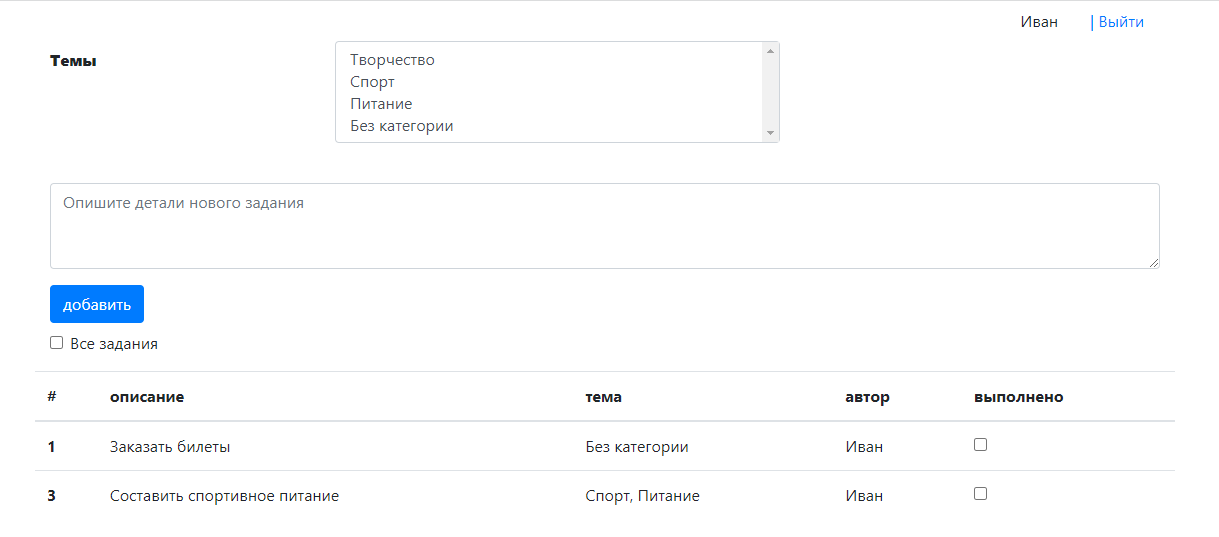 Иван | Выйти
Темы
Творчество
Спорт
Питание
Без категории
Опишите детали нового задания
добавить
Все задания
# описание тема автор выполнено
1 Заказать билеты Без категории Иван
3 Составить спортивное питание Спорт, Питание Иван